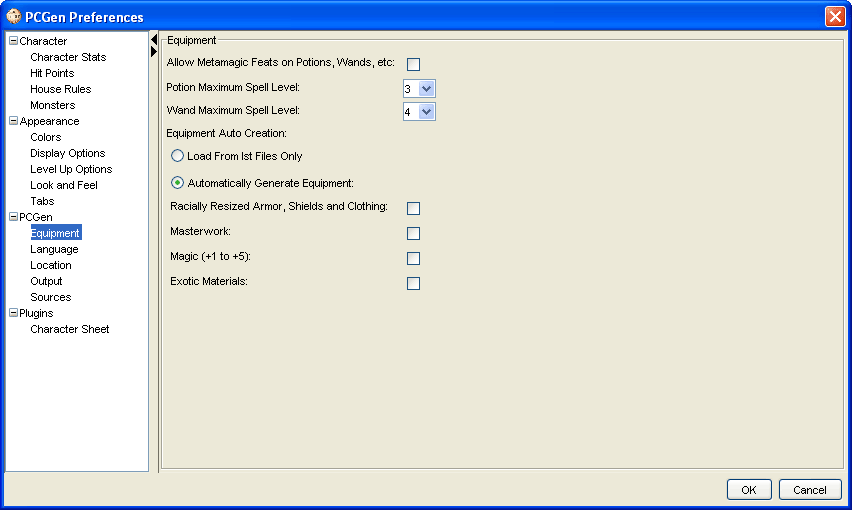 PCGen Preferences
Character
Character Stats
Hit Points
House Rules
Monsters
Appearance
Colors
Display Options
Level Up Options
Look and Feel
Tabs
PCGen
Equipment
Language
Location
Output
Sources
Plugins
Character Sheet
Equipment
Allow Metamagic Feats on Potions, Wands, etc:
Potion Maximum Spell Level: 3
Wand Maximum Spell Level: 4
Equipment Auto Creation:
Load From lst Files Only
Automatically Generate Equipment:
Racially Resized Armor, Shields and Clothing:
Masterwork:
Magic (+1 to +5):
Exotic Materials:
OK Cancel